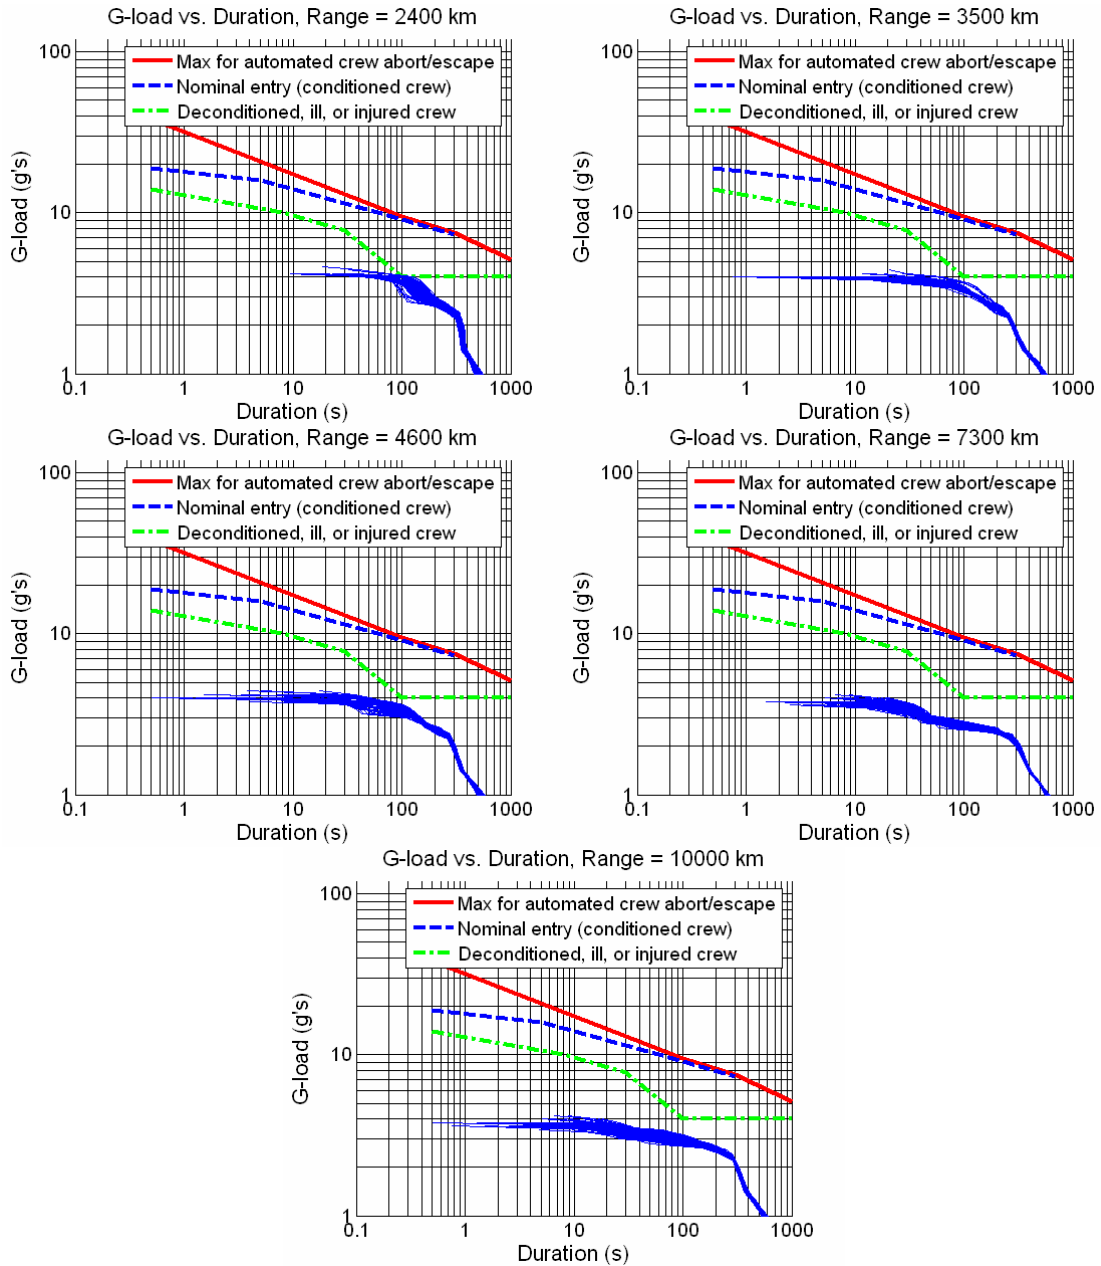 G-load vs. Duration, Range = 2400 km
100
Max for automated crew abort/escape
Nominal entry (conditioned crew)
Deconditioned, ill, or injured crew
10
1
G-load (g's)
0.1 1 10 100 1000
Duration (s)
G-load vs. Duration, Range = 3500 km
100
Max for automated crew abort/escape
Nominal entry (conditioned crew)
Deconditioned, ill, or injured crew
10
1
G-load (g's)
0.1 1 10 100 1000
Duration (s)
G-load vs. Duration, Range = 4600 km
100
Max for automated crew abort/escape
Nominal entry (conditioned crew)
Deconditioned, ill, or injured crew
10
1
G-load (g's)
0.1 1 10 100 1000
Duration (s)
G-load vs. Duration, Range = 7300 km
100
Max for automated crew abort/escape
Nominal entry (conditioned crew)
Deconditioned, ill, or injured crew
10
1
G-load (g's)
0.1 1 10 100 1000
Duration (s)
G-load vs. Duration, Range = 10000 km
100
Max for automated crew abort/escape
Nominal entry (conditioned crew)
Deconditioned, ill, or injured crew
10
1
G-load (g's)
0.1 1 10 100 1000
Duration (s)